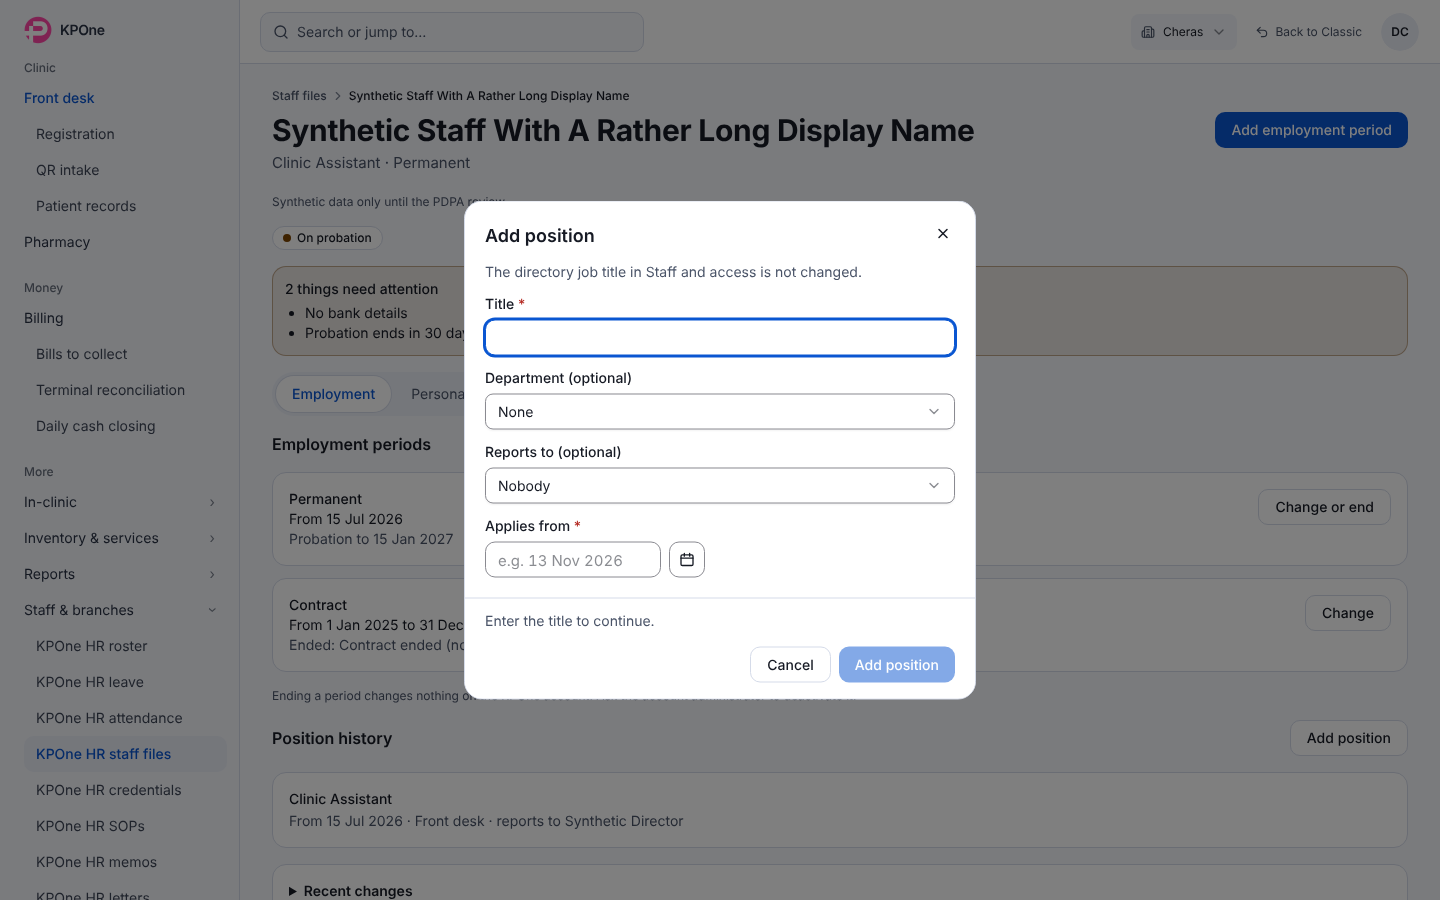 KPOne
Search or jump to...
Cheras
Back to Classic
DC
Clinic
Front desk
Registration
QR intake
Patient records
Pharmacy
Money
Billing
Bills to collect
Terminal reconciliation
Daily cash closing
More
In-clinic
Inventory & services
Reports
Staff & branches
KPOne HR roster
KPOne HR leave
KPOne HR attendance
KPOne HR staff files
KPOne HR credentials
KPOne HR SOPs
KPOne HR memos
KPOne HR letters
Staff files > Synthetic Staff With A Rather Long Display Name
Synthetic Staff With A Rather Long Display Name
Add employment period
Clinic Assistant · Permanent
Synthetic data only until the PDPA review
On probation
2 things need attention
• No bank details
• Probation ends in 30
Employment
Employment periods
Permanent
From 15 Jul 2026
Probation to 15 Jan 2027
Change or end
Contract
From 1 Jan 2025 to 31 Dec
Ended: Contract ended
Change
Ending a period changes nothing
Position history
Add position
Clinic Assistant
From 15 Jul 2026 · Front desk · reports to Synthetic Director
Recent changes
Add position
The directory job title in Staff and access is not changed.
Title *
Department (optional)
None
Reports to (optional)
Nobody
Applies from *
e.g. 13 Nov 2026
Enter the title to continue.
Cancel
Add position